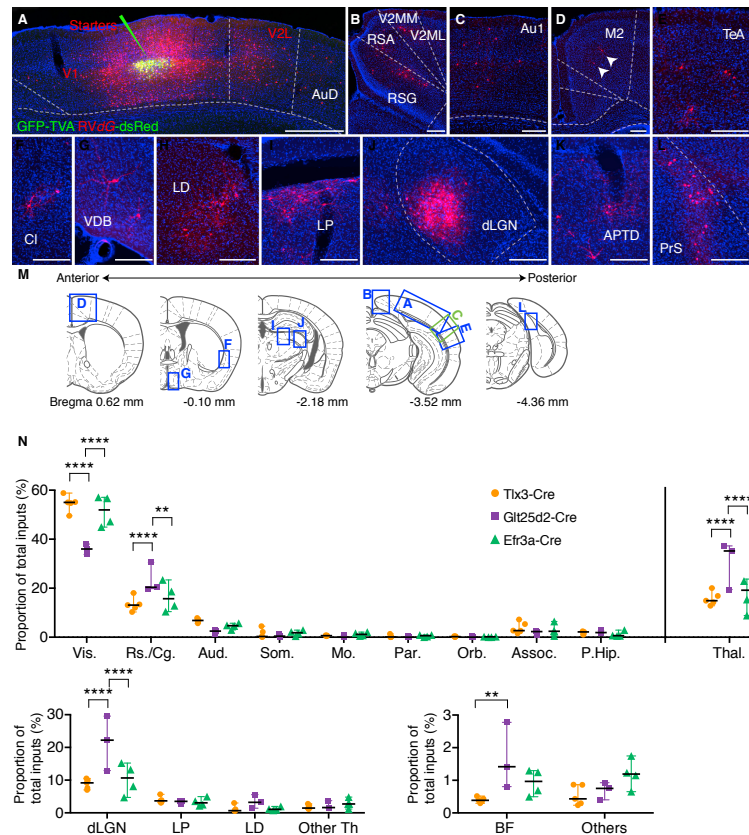 A
Starters
V2L
V1
AuD
GFP-TVA RVdG-dsRed
B
V2MM
RSA
V2ML
RSG
C
Au1
D
M2
TeA
F
Cl
G
VDB
H
LD
I
LP
J
dLGN
K
APTD
L
PrS
M
Anterior
Posterior
D
G
F
I
J
B
A
C
E
L
Bregma 0.62 mm
-0.10 mm
-2.18 mm
-3.52 mm
-4.36 mm
N
Proportion of total inputs (%)
60
40
20
0
****
****
****
**
Tlx3-Cre
Glt25d2-Cre
Efr3a-Cre
****
****
Vis.
Rs./Cg.
Aud.
Som.
Mo.
Par.
Orb.
Assoc.
P.Hip.
Thal.
Proportion of
total inputs (%)
30
20
10
0
****
****
dLGN
LP
LD
Other Th
Proportion of
total inputs (%)
3
2
1
0
**
BF
Others